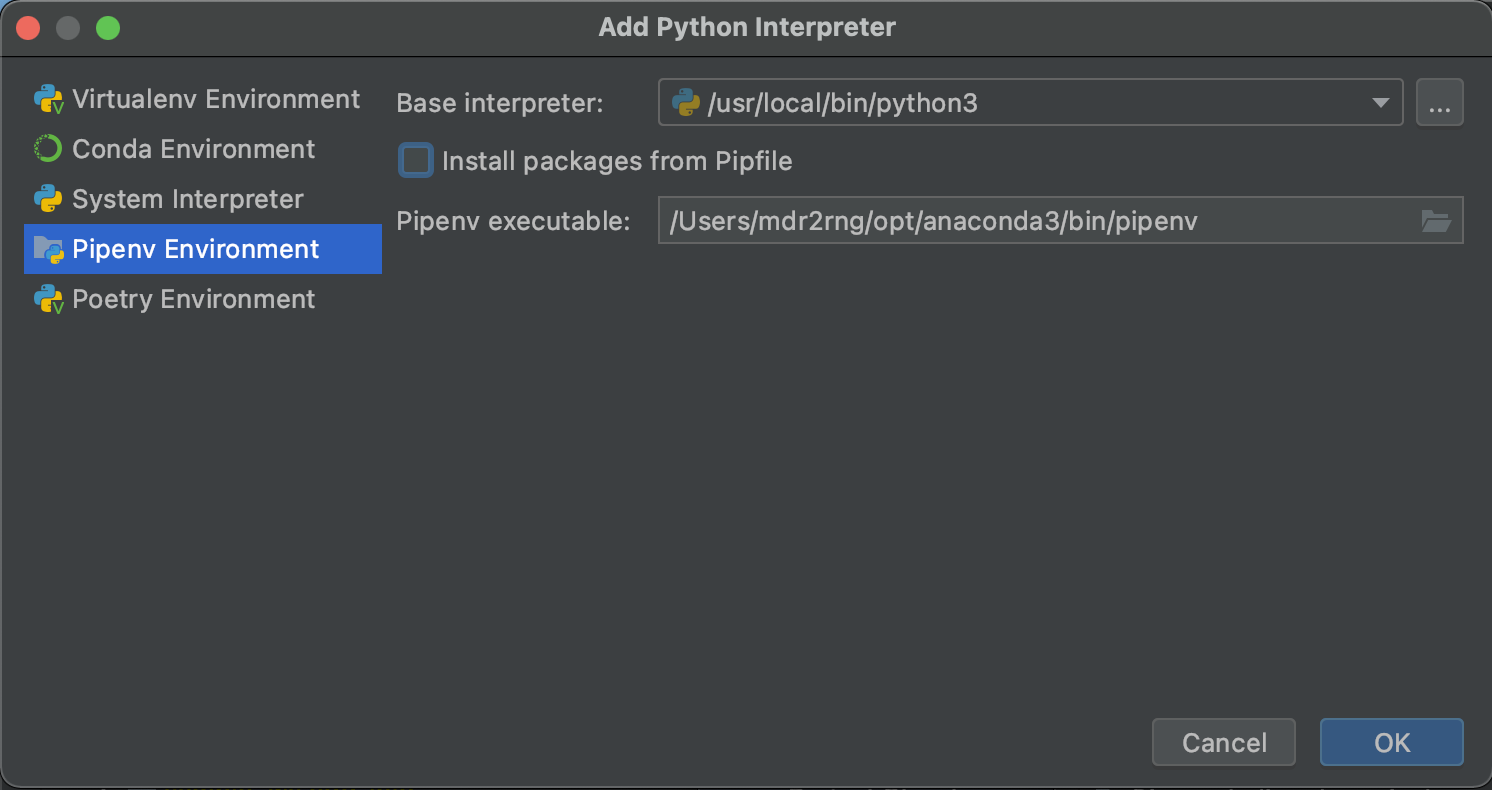 Add Python Interpreter
Virtualenv Environment
Conda Environment
System Interpreter
Pipenv Environment
Poetry Environment
Base interpreter: /usr/local/bin/python3 ...
Install packages from Pipfile
Pipenv executable: /Users/mdr2rng/opt/anaconda3/bin/pipenv
Cancel OK